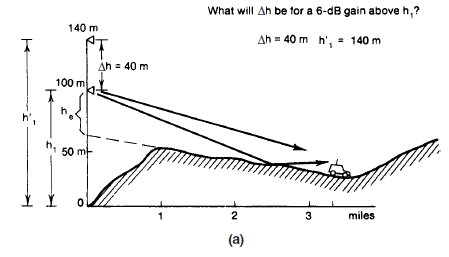 What will Δh be for a 6-dB gain above h₁?
Δh = 40 m h'₁ = 140 m
140 m
Δh = 40 m
100 m
hₑ
h'₁
h₁
50 m
0
1 2 3 miles
(a)